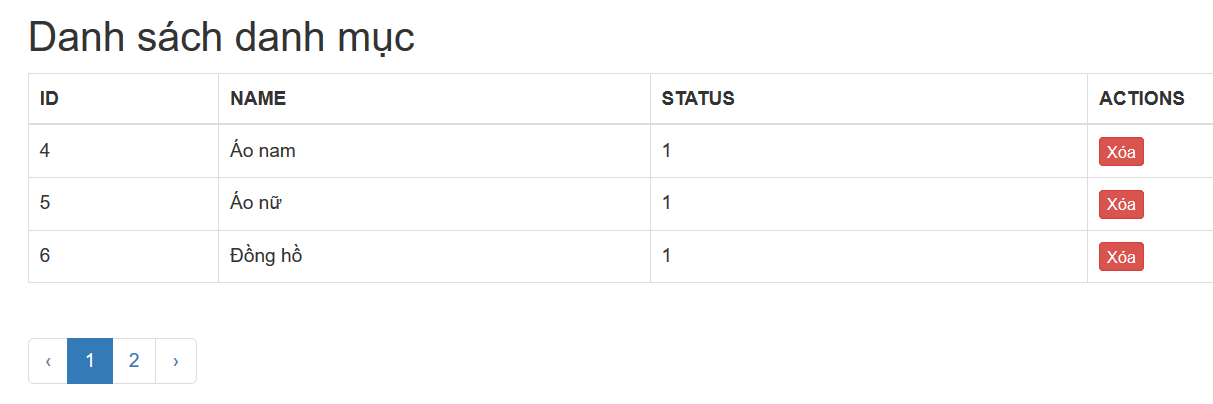 Danh sách danh mục
ID NAME STATUS ACTIONS
4 Áo nam 1 Xóa
5 Áo nữ 1 Xóa
6 Đồng hồ 1 Xóa
‹ 1 2 ›